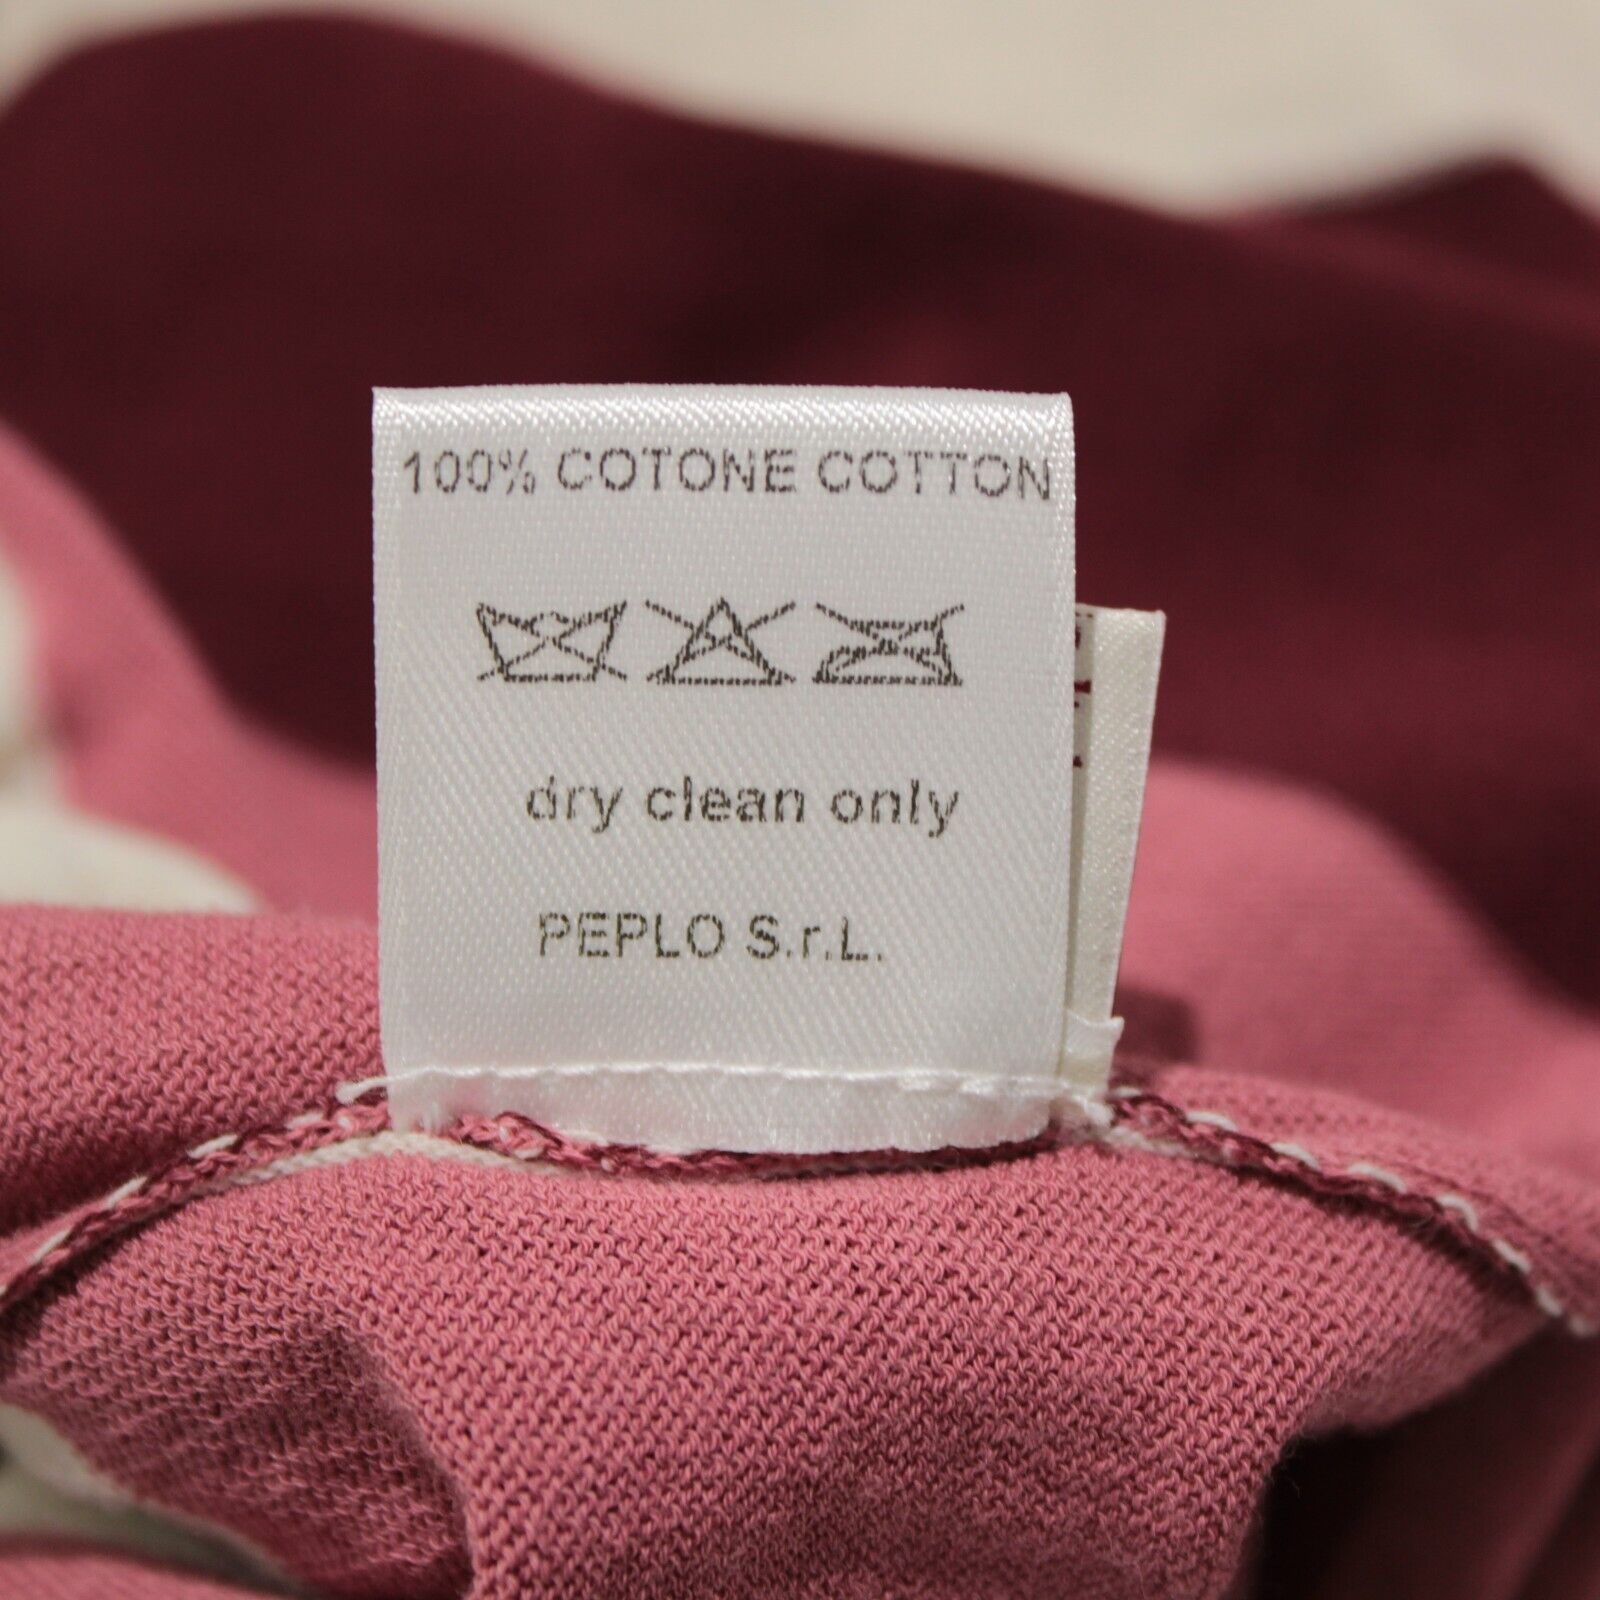 100% COTONE COTTON
dry clean only
PEPLO S.r.L.